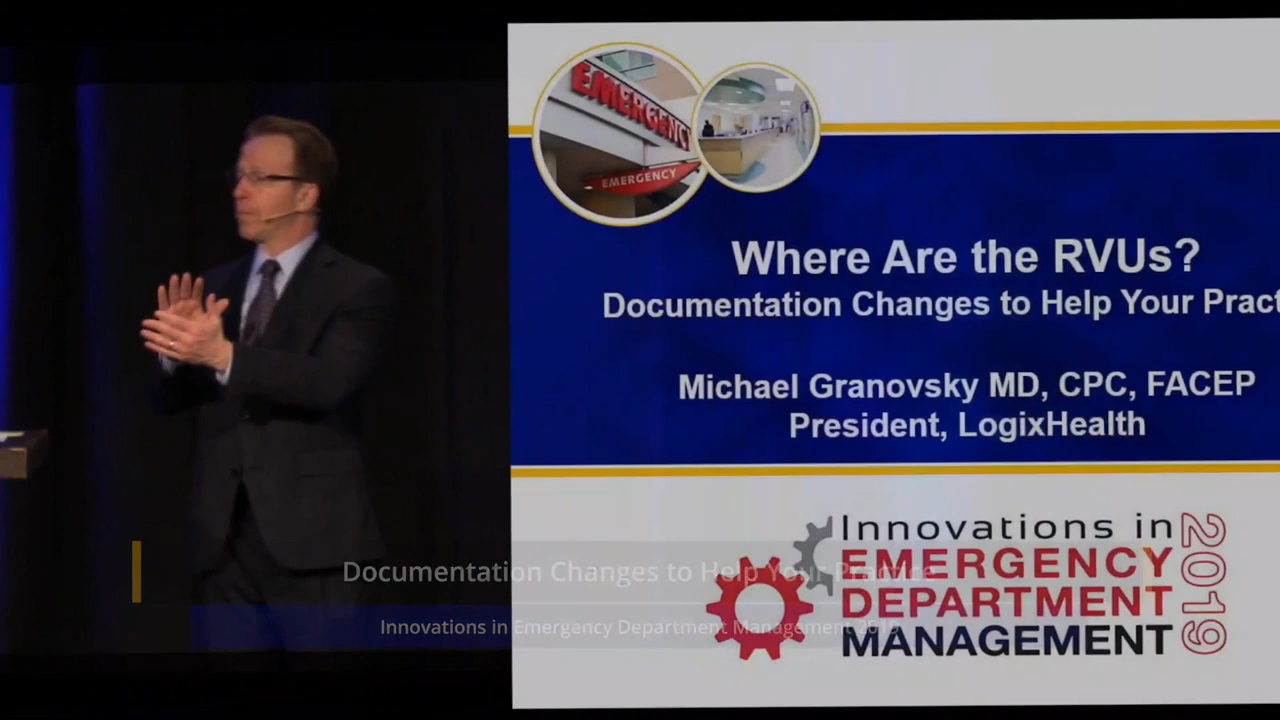 EMERGENCY
EMERGENCY
Where Are the RVUs?
Documentation Changes to Help Your Pract
Michael Granovsky MD, CPC, FACEP
President, LogixHealth
Innovations in
EMERGENCY
DEPARTMENT
MANAGEMENT
2019
Documentation Changes to Help Your Practice
Innovations in Emergency Department Management 2019